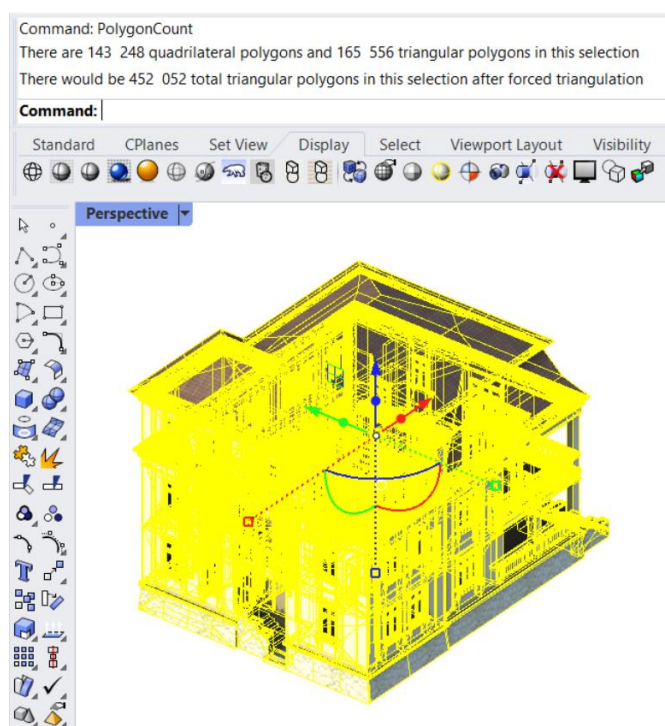 Command: PolygonCount
There are 143 248 quadrilateral polygons and 165 556 triangular polygons in this selection
There would be 452 052 total triangular polygons in this selection after forced triangulation
Command:
Standard CPlanes Set View Display Select Viewport Layout Visibility
Perspective